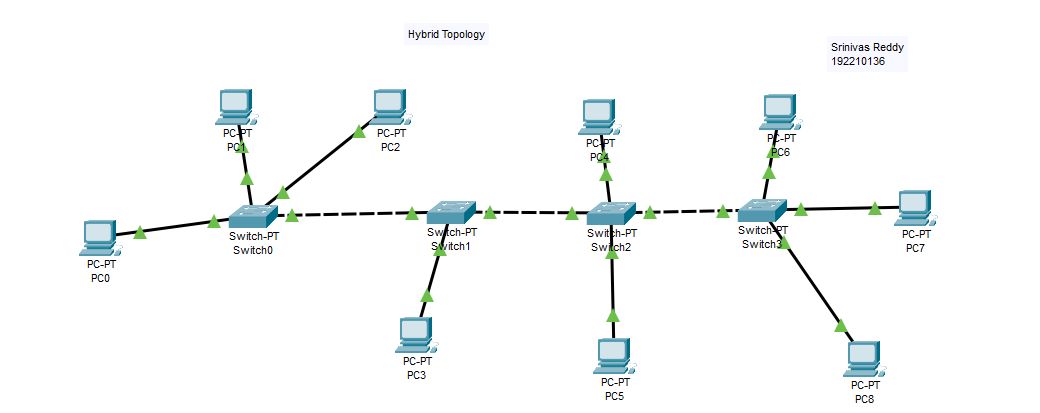 Hybrid Topology
Srinivas Reddy
192210136
PC-PT
PC1
PC-PT
PC2
PC-PT
PC4
PC-PT
PC6
Switch-PT
Switch0
Switch-PT
Switch1
Switch-PT
Switch2
Switch-PT
Switch3
PC-PT
PC7
PC-PT
PC0
PC-PT
PC3
PC-PT
PC5
PC-PT
PC8